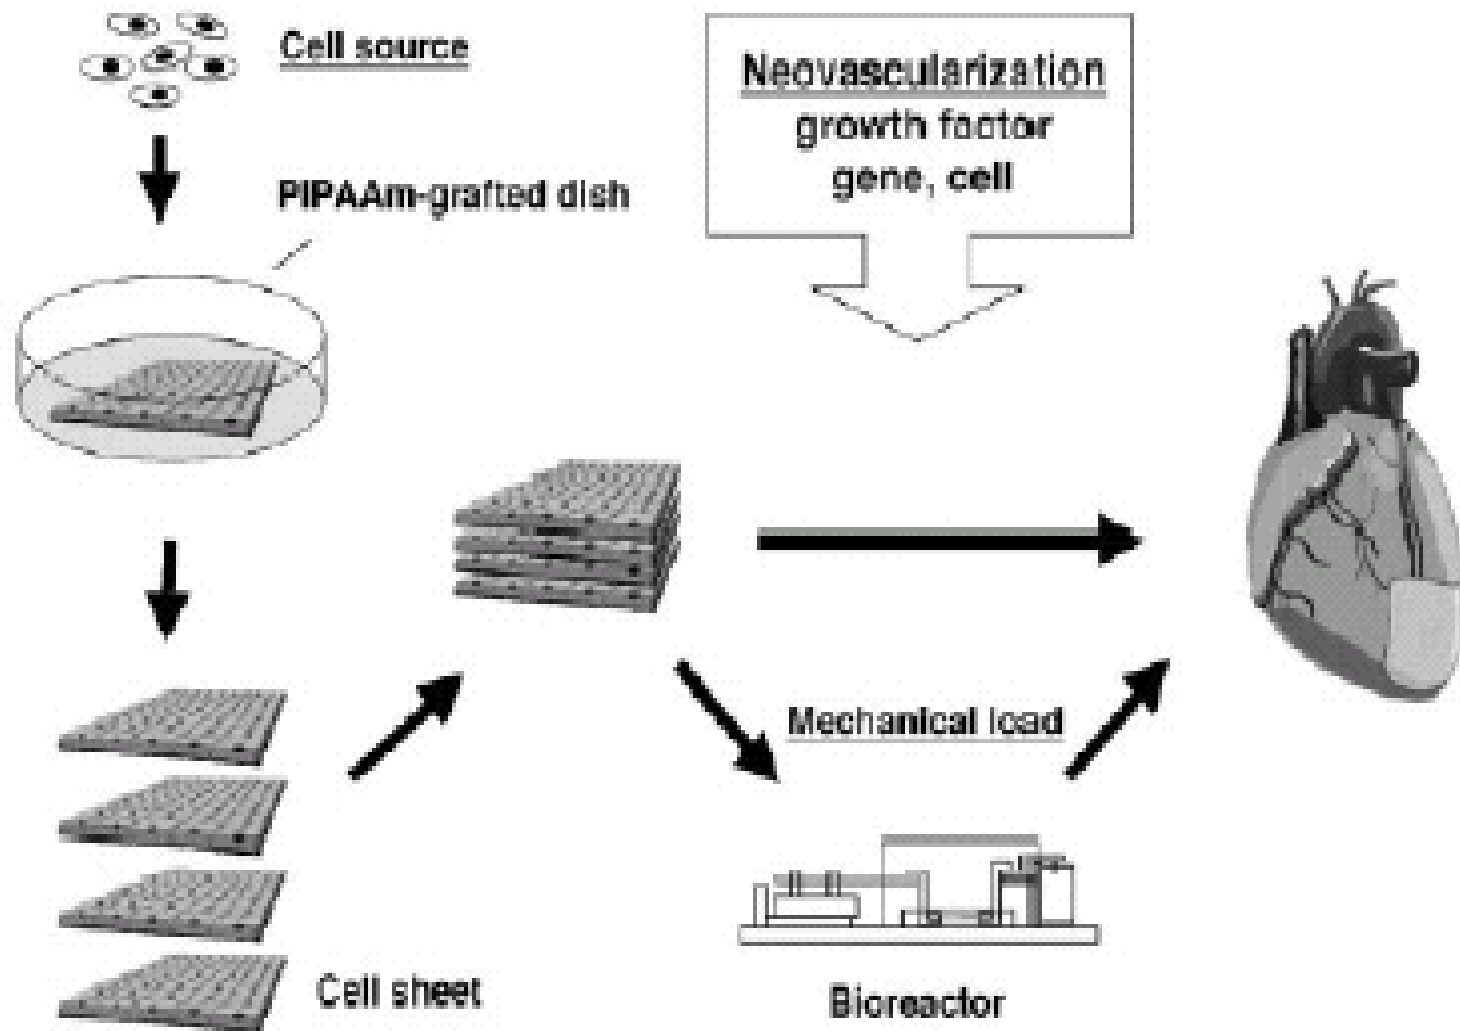 Cell source
PIPAAm-grafted dish
Neovascularization
growth factor
gene, cell
Mechanical load
Cell sheet
Bioreactor